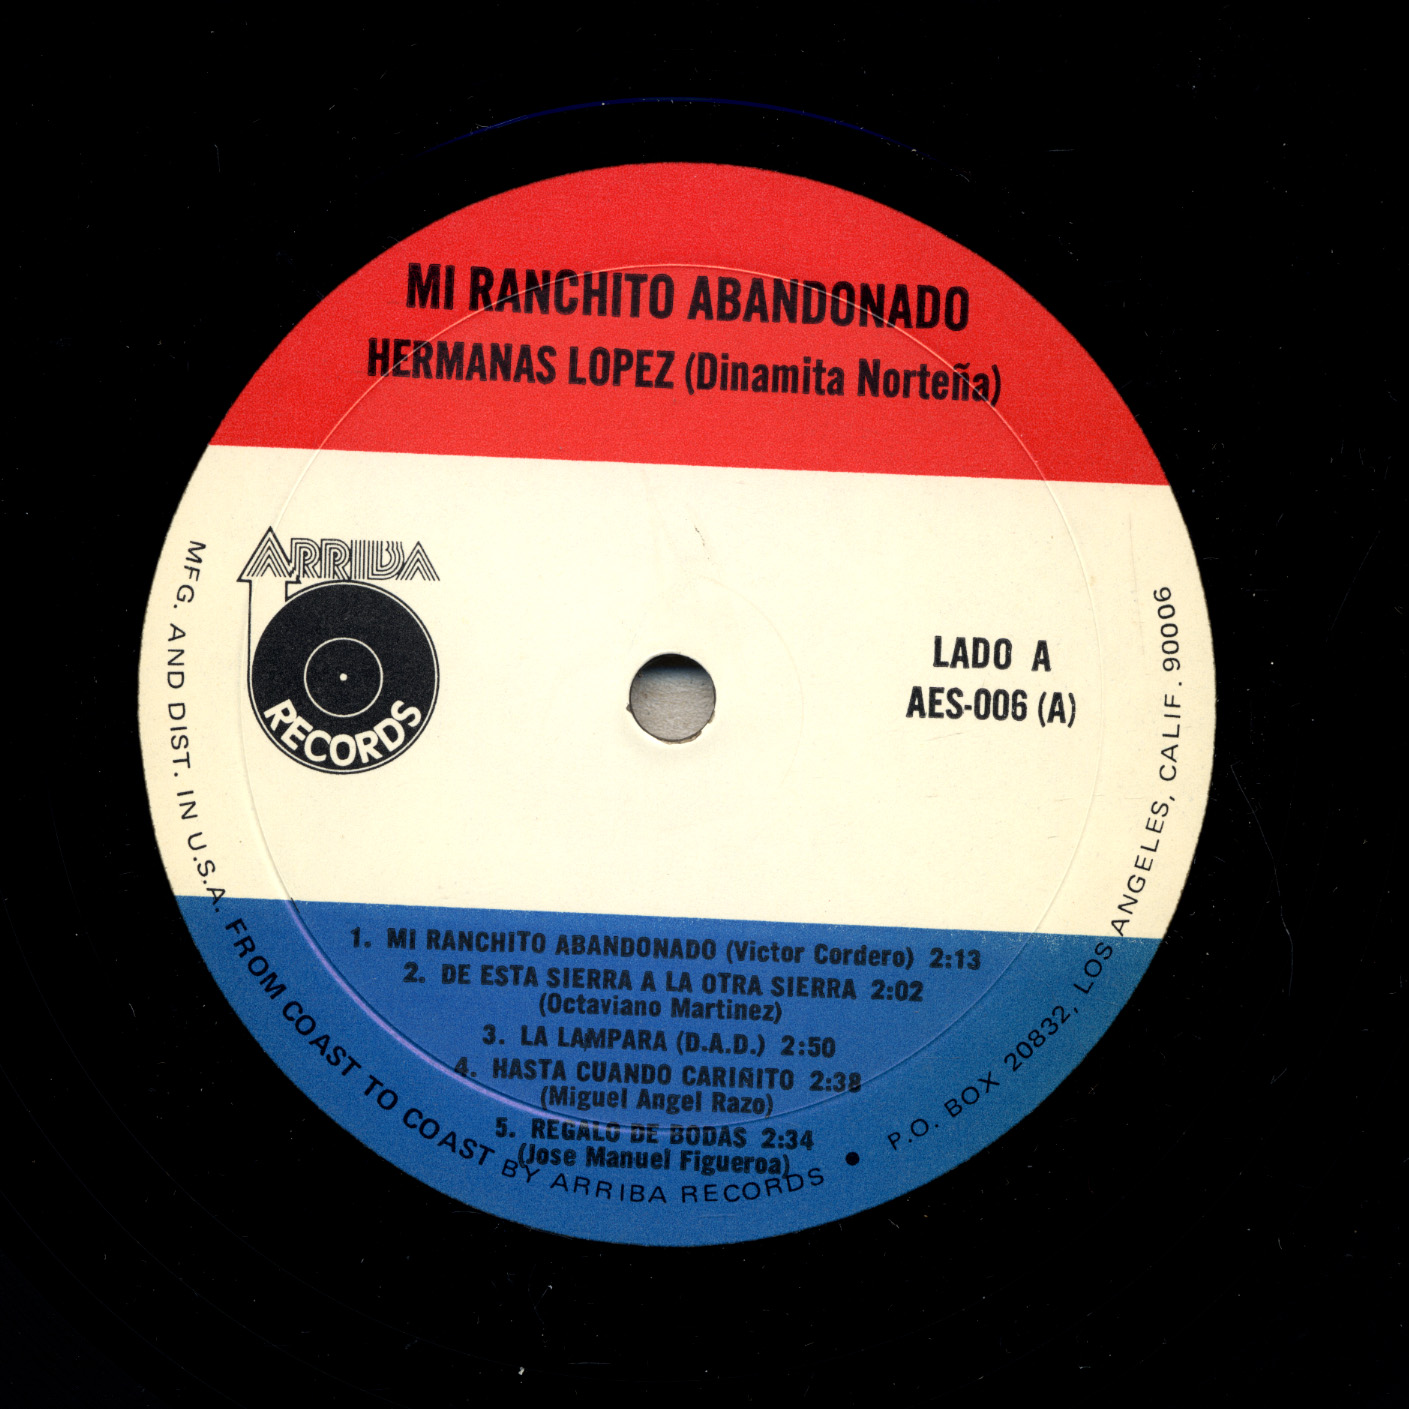 MI RANCHITO ABANDONADO
HERMANAS LOPEZ (Dinamita Norteña)
ARRIBA
RECORDS
LADO A
AES-006 (A)
1. MI RANCHITO ABANDONADO (Victor Cordero) 2:13
2. DE ESTA SIERRA A LA OTRA SIERRA 2:02
(Octaviano Martinez)
3. LA LAMPARA (D.A.D.) 2:50
4. HASTA CUANDO CARIÑITO 2:38
(Miguel Angel Razo)
5. REGALO DE BODAS 2:34
(Jose Manuel Figueroa)
MFG. AND DIST. IN U.S.A. FROM COAST TO COAST BY ARRIBA RECORDS • P.O. BOX 20832, LOS ANGELES, CALIF. 90006